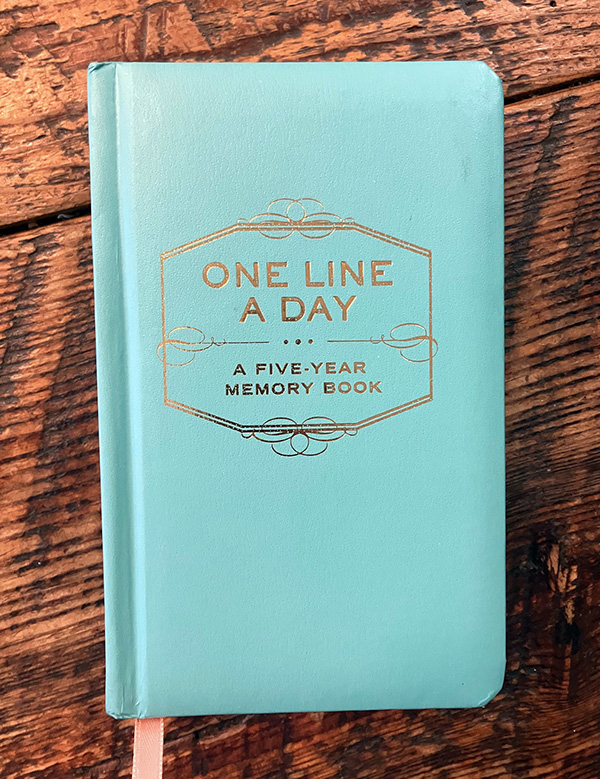 ONE LINE
A DAY
A FIVE-YEAR
MEMORY BOOK